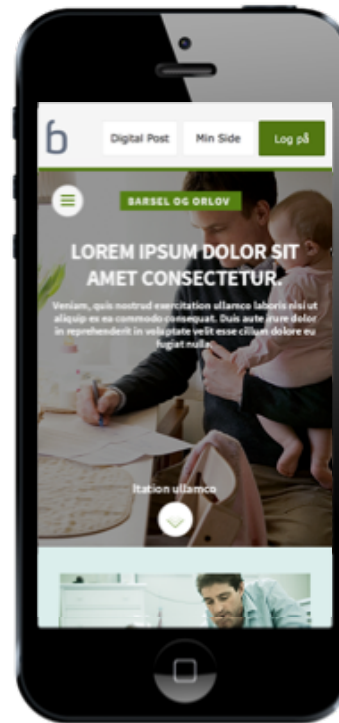 b
Digital Post
Min Side
Log på
BARSEL OG ORLOV
LOREM IPSUM DOLOR SIT
AMET CONSECTETUR.
Veniam, quis nostrud exercitation ullamco laboris nisi ut
aliquip ex ea commodo consequat. Duis aute irure dolor
in reprehenderit in voluptate velit esse cillum dolore eu
fugiat nulla.
Itation ullamco